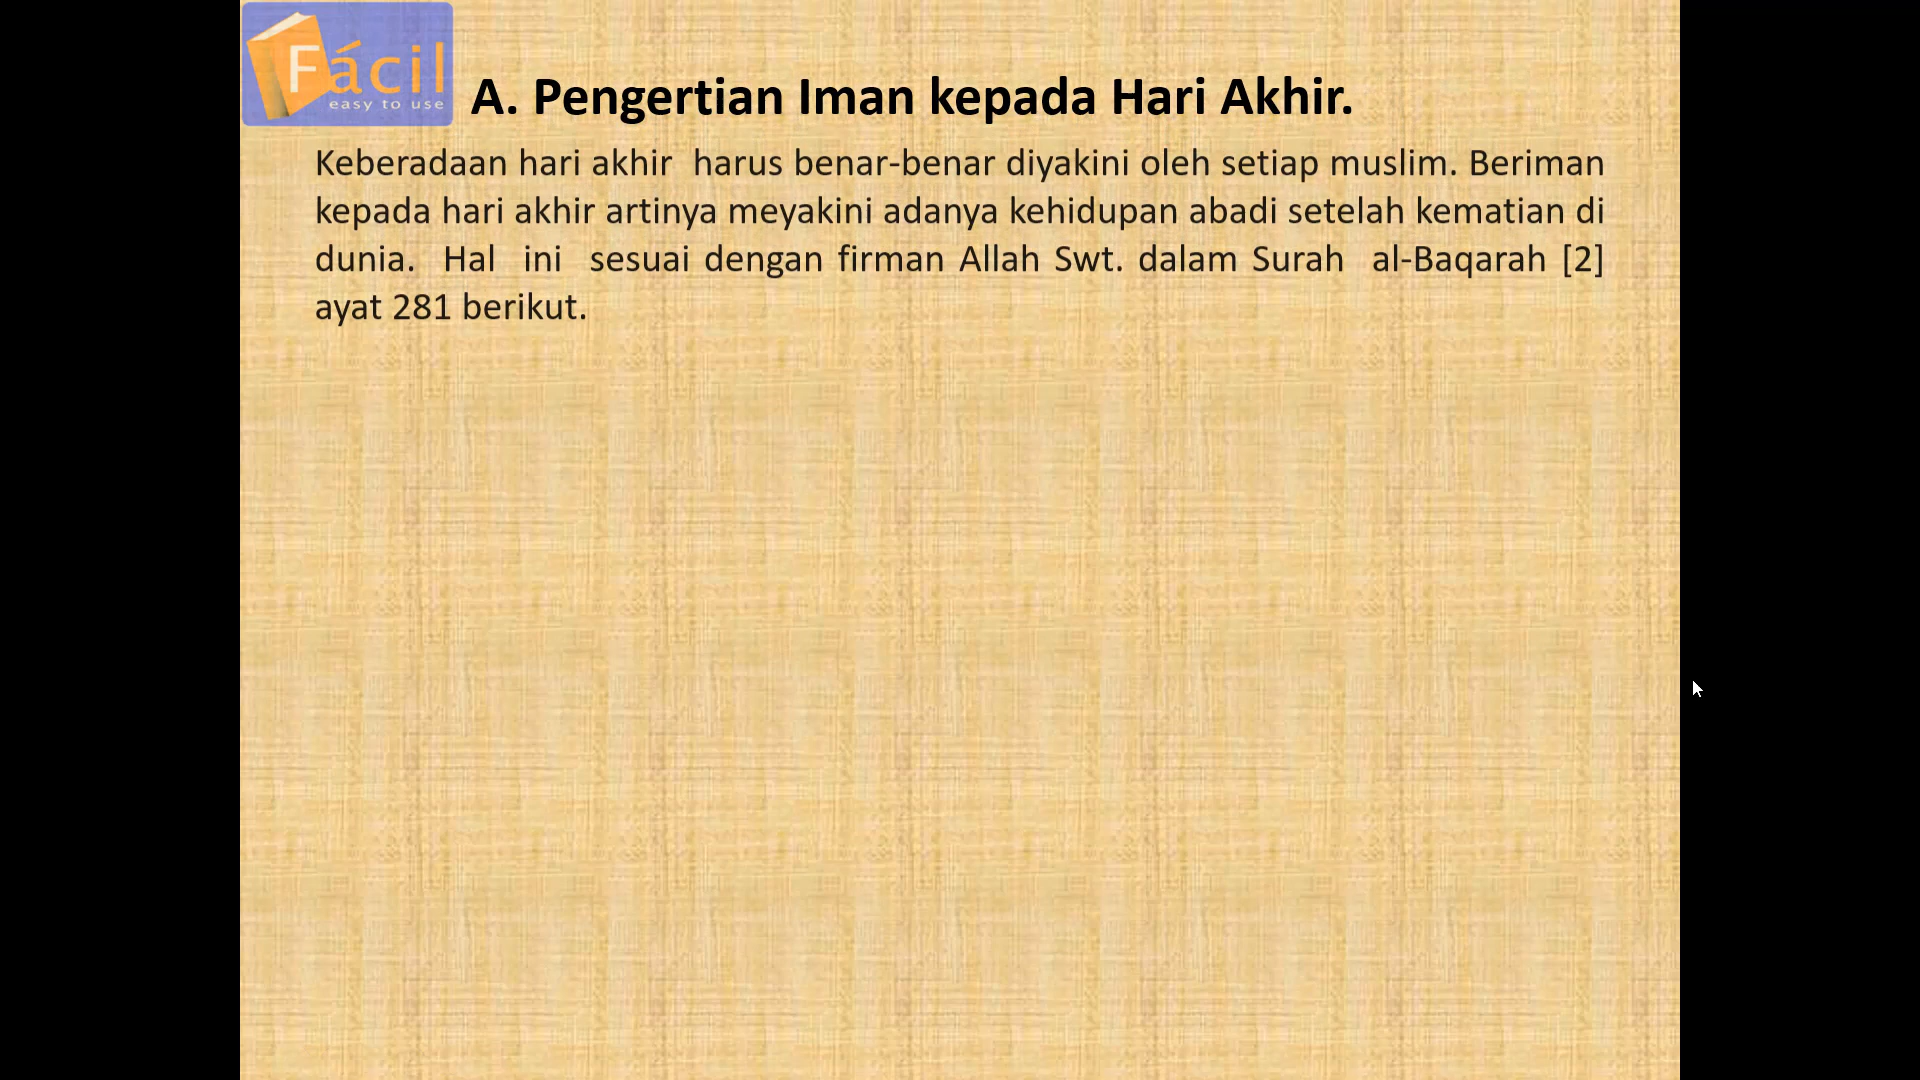 Fácil
easy to use
A. Pengertian Iman kepada Hari Akhir.
Keberadaan hari akhir harus benar-benar diyakini oleh setiap muslim. Beriman
kepada hari akhir artinya meyakini adanya kehidupan abadi setelah kematian di
dunia. Hal ini sesuai dengan firman Allah Swt. dalam Surah al-Baqarah [2]
ayat 281 berikut.